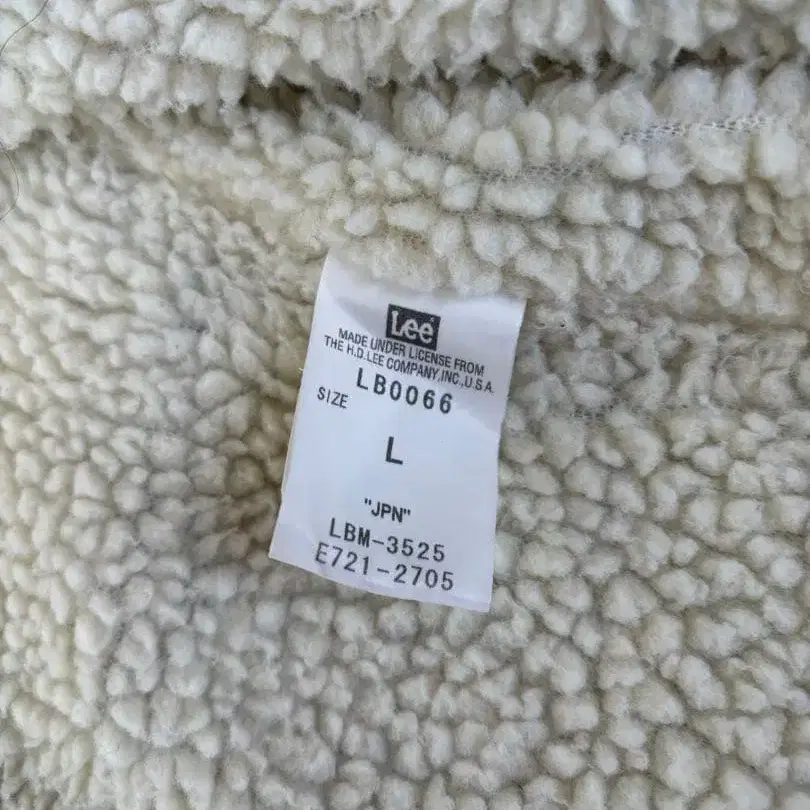 Lee
MADE UNDER LICENSE FROM
THE H.D.LEE COMPANY,INC.,U.S.A.
LB0066
SIZE
L
"JPN"
LBM-3525
E721-2705